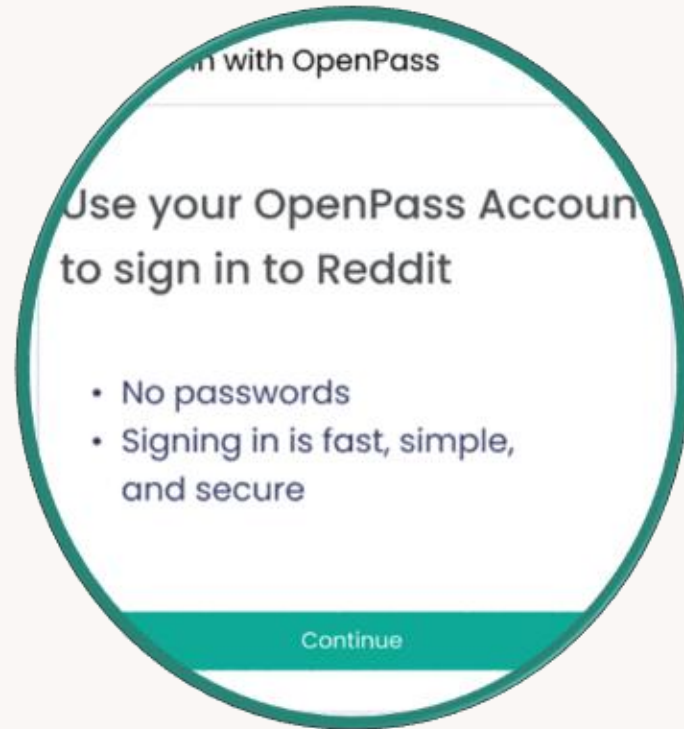 in with OpenPass
Use your OpenPass Accoun
to sign in to Reddit
• No passwords
• Signing in is fast, simple,
and secure
Continue